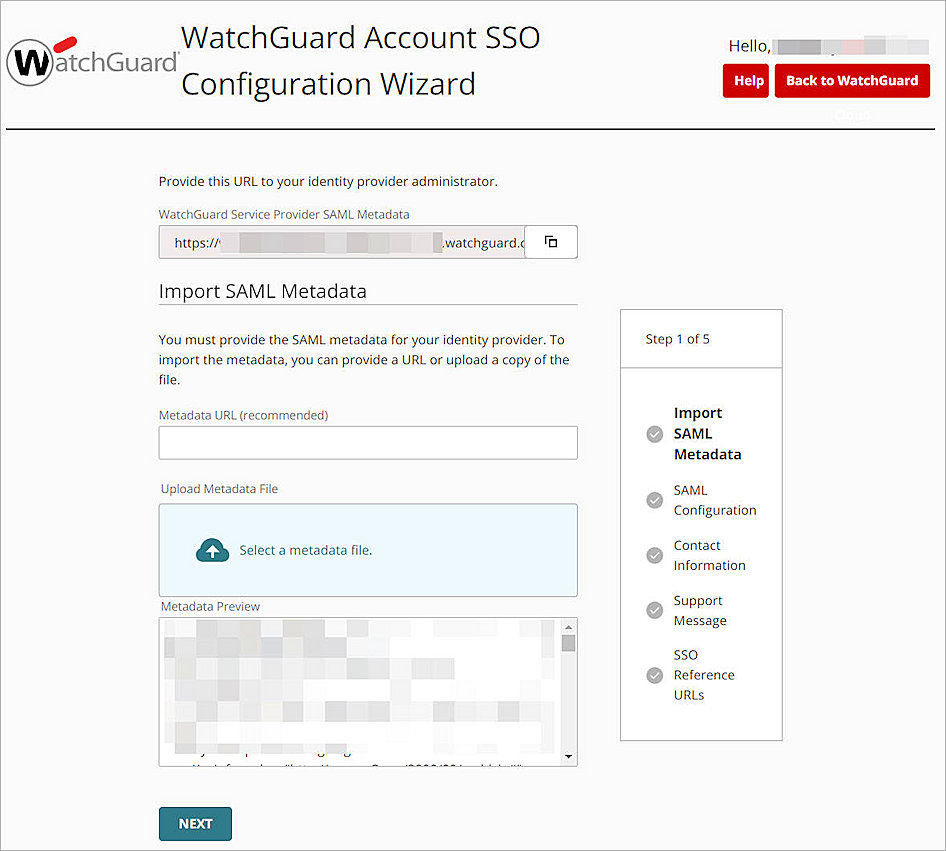 WatchGuard
WatchGuard Account SSO
Configuration Wizard
Hello,
Help
Back to WatchGuard
Cloud
Provide this URL to your identity provider administrator.
WatchGuard Service Provider SAML Metadata
https://
.watchguard.c
Import SAML Metadata
You must provide the SAML metadata for your identity provider. To
import the metadata, you can provide a URL or upload a copy of the
file.
Metadata URL (recommended)
Upload Metadata File
Select a metadata file.
Metadata Preview
NEXT
Step 1 of 5
Import
SAML
Metadata
SAML
Configuration
Contact
Information
Support
Message
SSO
Reference
URLs